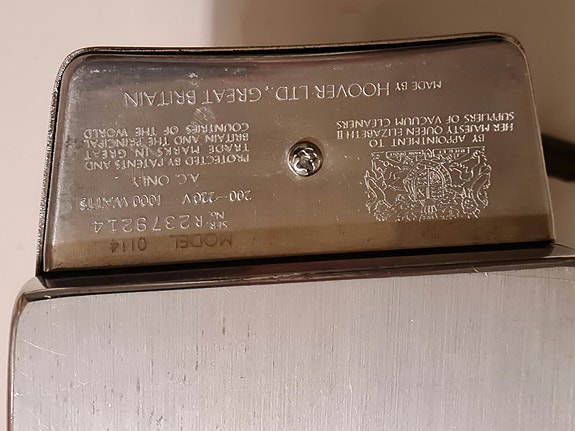 BY APPOINTMENT TO
HER MAJESTY QUEEN ELIZABETH II
SUPPLIERS OF VACUUM CLEANERS
MODEL 0114
SER. No. R2379214
200—220V 1000 WATTS
A.C. ONLY
PROTECTED BY PATENTS AND
TRADE MARKS IN GREAT
BRITAIN AND THE PRINCIPAL
COUNTRIES OF THE WORLD
MADE BY HOOVER LTD., GREAT BRITAIN